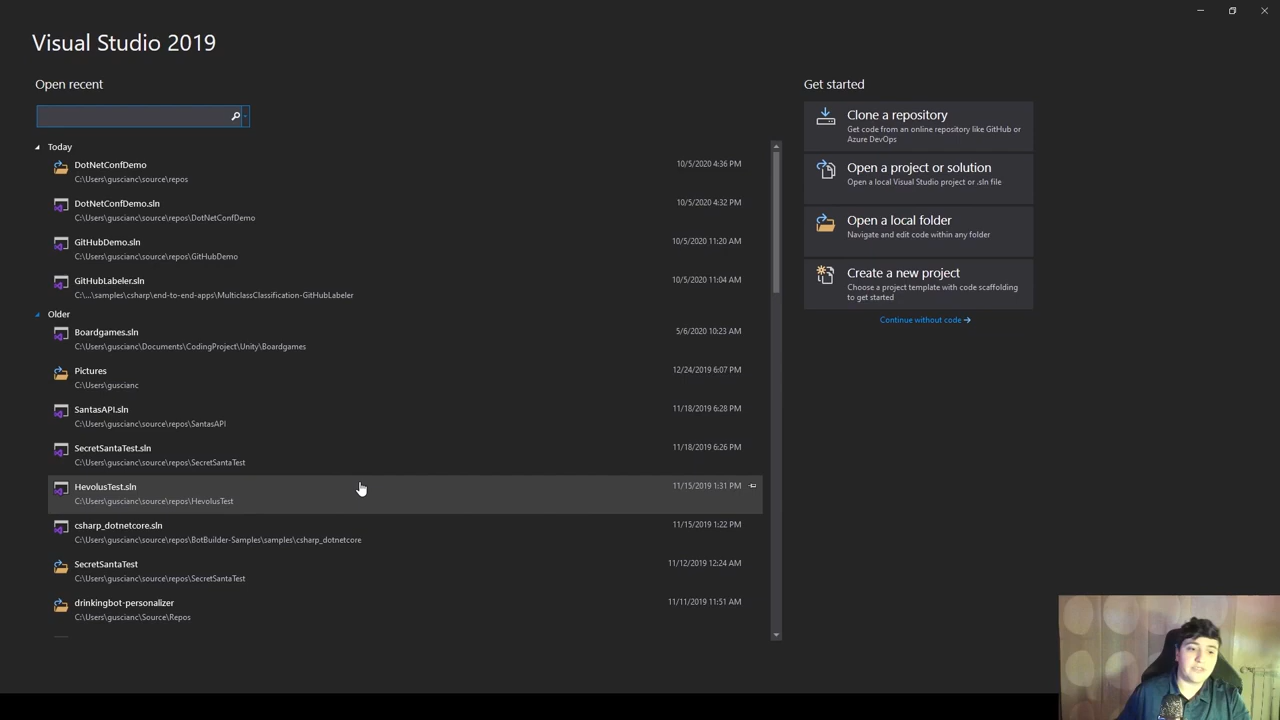 Visual Studio 2019
Open recent
Today
DotNetConfDemo 10/5/2020 4:36 PM
C:\Users\guscianc\source\repos
DotNetConfDemo.sln 10/5/2020 4:32 PM
C:\Users\guscianc\source\repos\DotNetConfDemo
GitHubDemo.sln 10/5/2020 11:20 AM
C:\Users\guscianc\source\repos\GitHubDemo
GitHubLabeler.sln 10/5/2020 11:04 AM
C:\...\samples\csharp\end-to-end-apps\MulticlassClassification-GitHubLabeler
Older
Boardgames.sln 5/6/2020 10:23 AM
C:\Users\guscianc\Documents\CodingProject\Unity\Boardgames
Pictures 12/24/2019 6:07 PM
C:\Users\guscianc
SantasAPI.sln 11/18/2019 6:28 PM
C:\Users\guscianc\source\repos\SantasAPI
SecretSantaTest.sln 11/18/2019 6:26 PM
C:\Users\guscianc\source\repos\SecretSantaTest
HevolusTest.sln 11/15/2019 1:31 PM
C:\Users\guscianc\source\repos\HevolusTest
csharp_dotnetcore.sln 11/15/2019 1:22 PM
C:\Users\guscianc\source\repos\BotBuilder-Samples\samples\csharp_dotnetcore
SecretSantaTest 11/12/2019 12:24 AM
C:\Users\guscianc\source\repos\SecretSantaTest
drinkingbot-personalizer 11/11/2019 11:51 AM
C:\Users\guscianc\Source\Repos
Get started
Clone a repository
Get code from an online repository like GitHub or
Azure DevOps
Open a project or solution
Open a local Visual Studio project or .sln file
Open a local folder
Navigate and edit code within any folder
Create a new project
Choose a project template with code scaffolding
to get started
Continue without code →